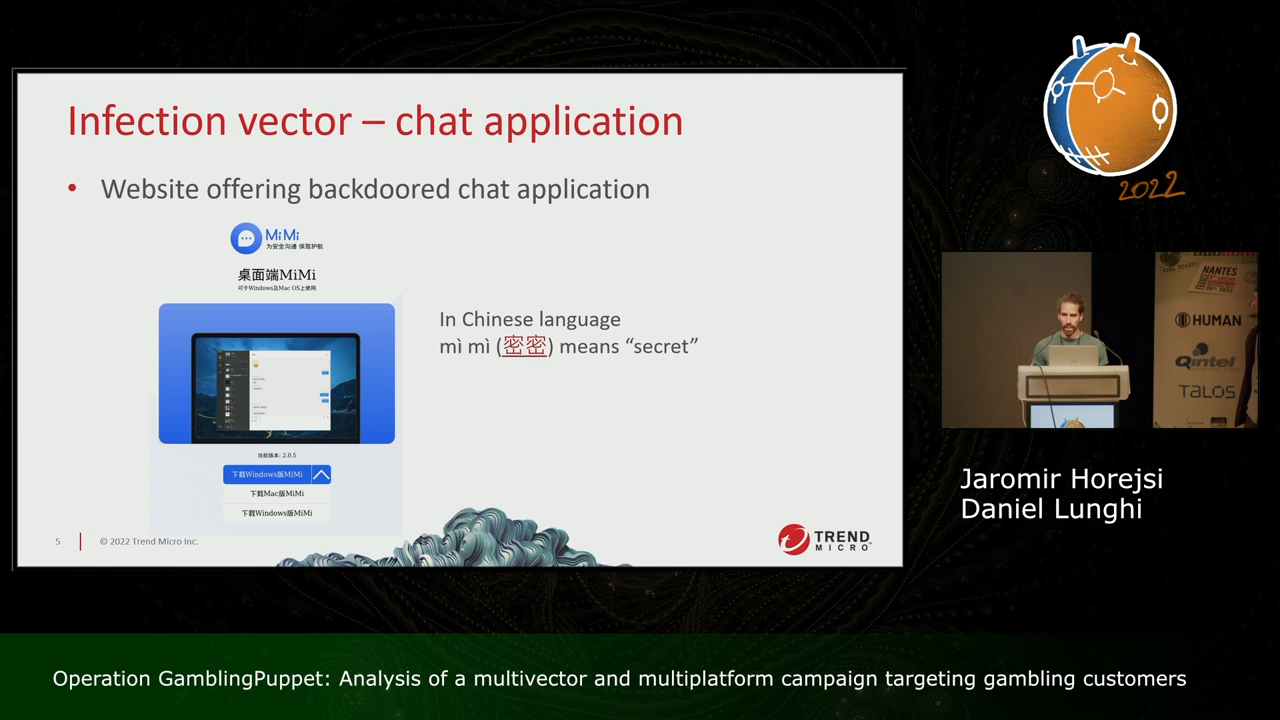 Infection vector – chat application
• Website offering backdoored chat application
MiMi
为安全沟通 保驾护航
桌面端MiMi
可于Windows及Mac OS上使用
In Chinese language
mì mì (密密) means “secret”
当前版本: 2.0.5
下载Windows版MiMi
下载Mac版MiMi
下载Windows版MiMi
5
© 2022 Trend Micro Inc.
TREND
MICRO
2022
NANTES
HUMAN
Qintel
TALOS
Jaromir Horejsi
Daniel Lunghi
Operation GamblingPuppet: Analysis of a multivector and multiplatform campaign targeting gambling customers